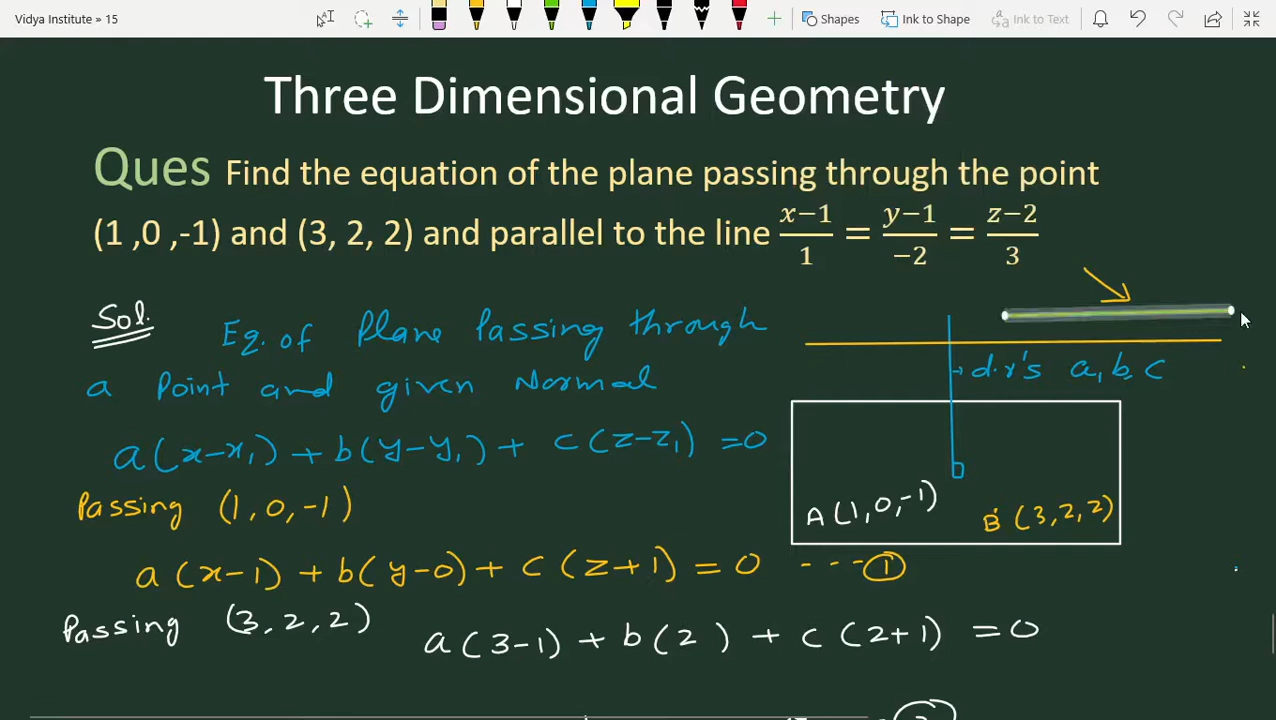 Vidya Institute » 15
Shapes Ink to Shape Ink to Text
Three Dimensional Geometry
Ques Find the equation of the plane passing through the point
(1 ,0 ,-1) and (3, 2, 2) and parallel to the line x−1/1 = y−1/−2 = z−2/3
Sol. Eq. of Plane Passing through
a Point and given Normal
a(x-x₁) + b(y-y₁) + c(z-z₁) = 0
Passing (1, 0, -1)
a(x-1) + b(y-0) + c(z+1) = 0 ---①
Passing (3, 2, 2) a(3-1) + b(2) + c(2+1) = 0
d.r's a, b, c
A(1, 0, -1)
B(3, 2, 2)